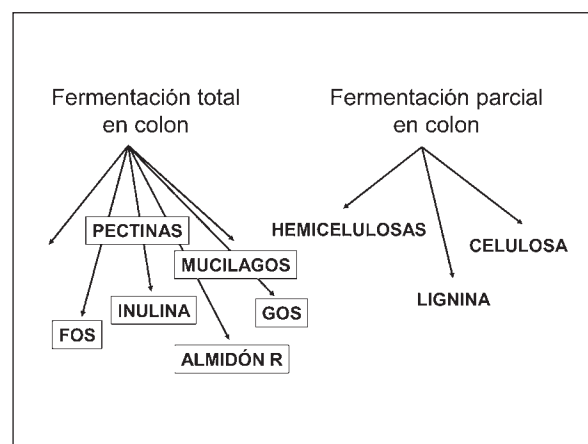 Fermentación total
en colon
Fermentación parcial
en colon
PECTINAS
MUCILAGOS
INULINA
GOS
FOS
ALMIDÓN R
HEMICELULOSAS
CELULOSA
LIGNINA